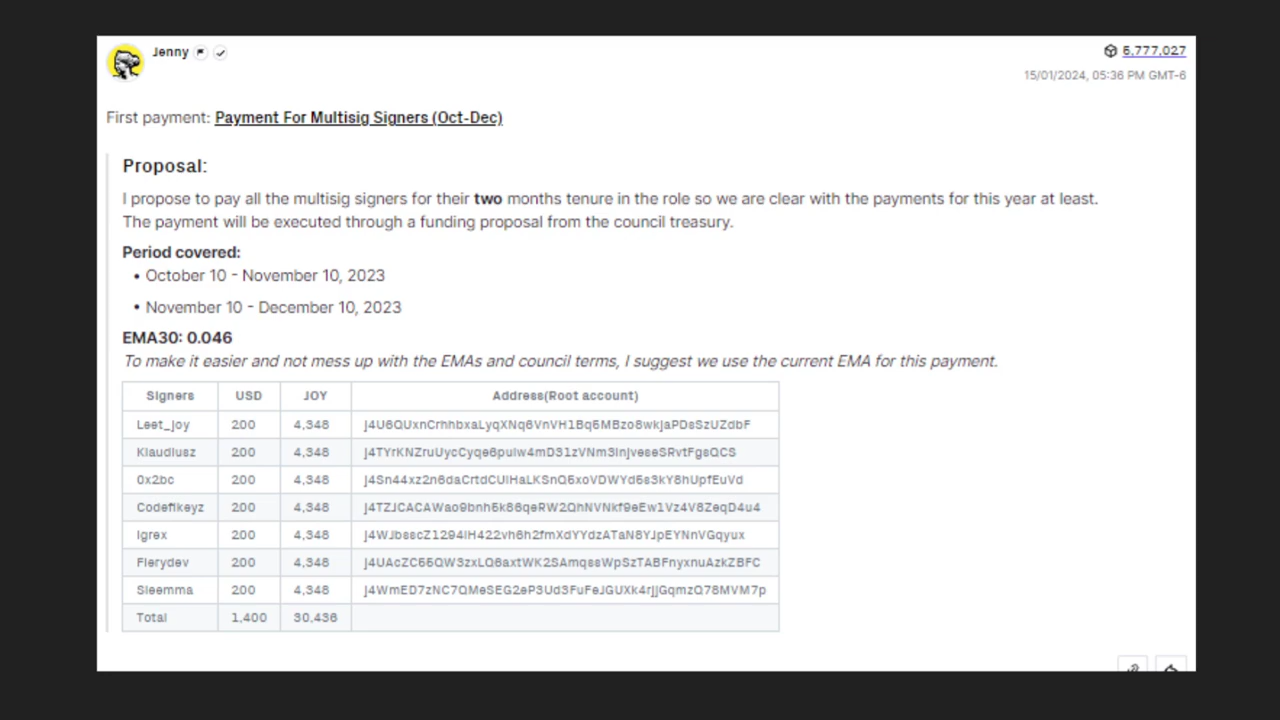 Jenny
5,777,027
15/01/2024, 05:36 PM GMT-6
First payment: Payment For Multisig Signers (Oct-Dec)
Proposal:
I propose to pay all the multisig signers for their two months tenure in the role so we are clear with the payments for this year at least.
The payment will be executed through a funding proposal from the council treasury.
Period covered:
• October 10 - November 10, 2023
• November 10 - December 10, 2023
EMA30: 0.046
To make it easier and not mess up with the EMAs and council terms, I suggest we use the current EMA for this payment.
Signers USD JOY Address(Root account)
Leet_joy 200 4,348
Klaudiusz 200 4,348
0x2bc 200 4,348
Codefikeyz 200 4,348
Igrex 200 4,348
Fierydev 200 4,348
Sieemma 200 4,348
Total 1,400 30,436